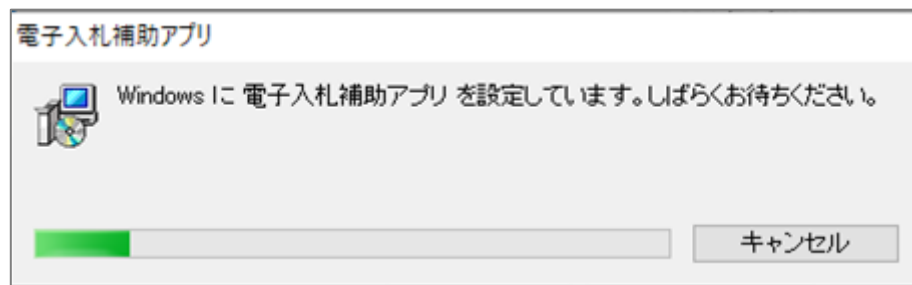 電子入札補助アプリ
Windows に 電子入札補助アプリ を設定しています。しばらくお待ちください。
キャンセル